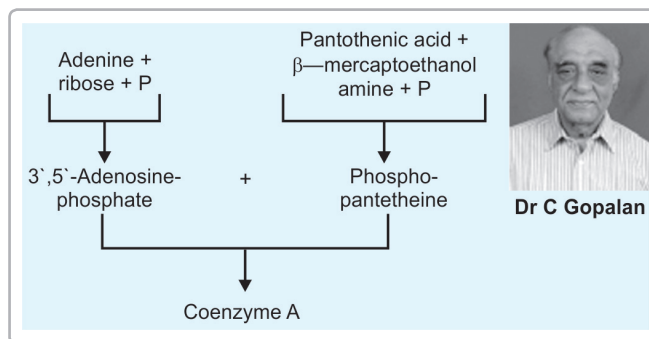 Adenine +
ribose + P
Pantothenic acid +
β—mercaptoethanol
amine + P
3`,5`-Adenosine-
phosphate
+
Phospho-
pantetheine
Coenzyme A
Dr C Gopalan